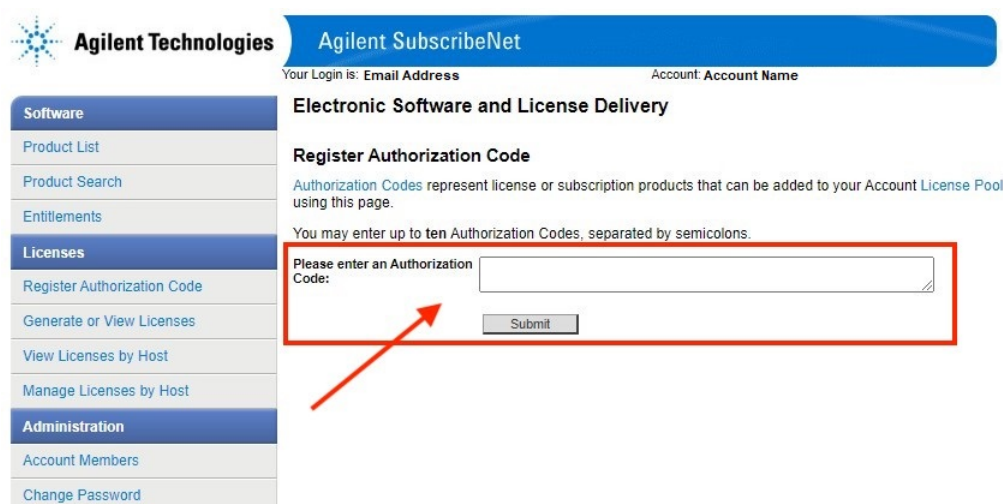 Agilent Technologies
Agilent SubscribeNet
Your Login is: Email Address
Account: Account Name
Software
Product List
Product Search
Entitlements
Licenses
Register Authorization Code
Generate or View Licenses
View Licenses by Host
Manage Licenses by Host
Administration
Account Members
Change Password
Electronic Software and License Delivery
Register Authorization Code
Authorization Codes represent license or subscription products that can be added to your Account License Pool
using this page.
You may enter up to ten Authorization Codes, separated by semicolons.
Please enter an Authorization
Code:
Submit